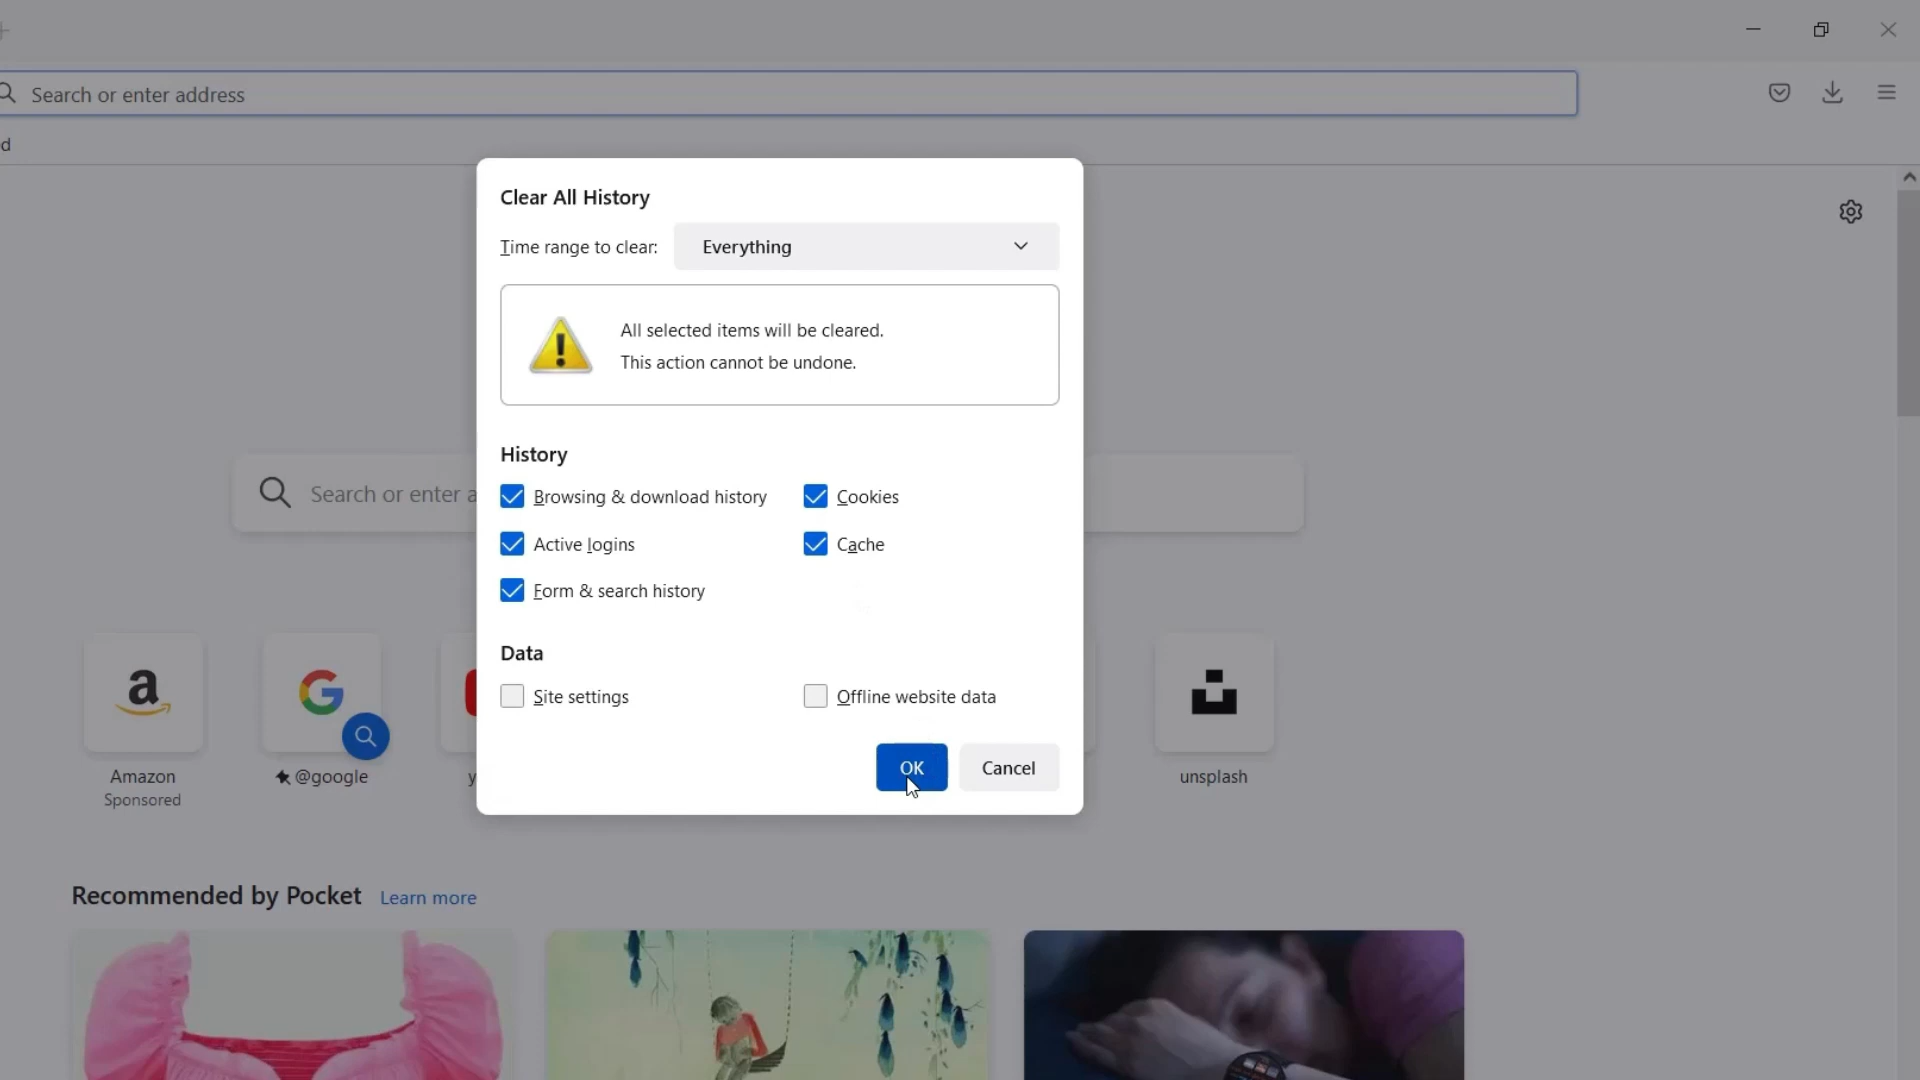 Search or enter address
d
Clear All History
Time range to clear: Everything
All selected items will be cleared.
This action cannot be undone.
History
Browsing & download history Cookies
Search or enter a
Active logins Cache
Form & search history
Data
Site settings Offline website data
OK Cancel
Amazon @google y unsplash
Sponsored
Recommended by Pocket Learn more